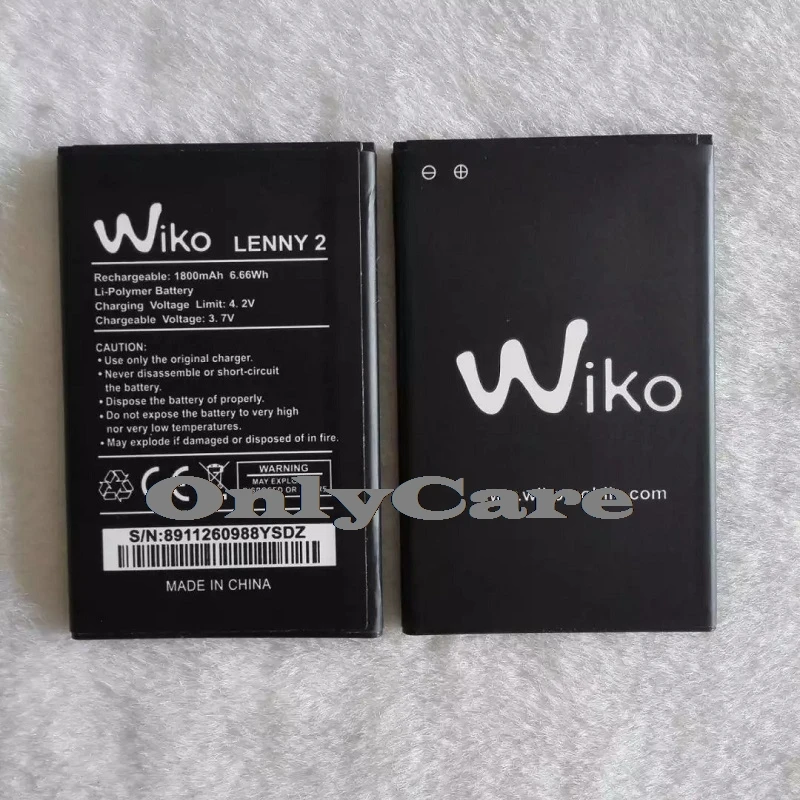 Wiko LENNY 2
Rechargeable: 1800mAh 6.66Wh
Li-Polymer Battery
Charging Voltage Limit: 4.2V
Chargeable Voltage: 3.7V
CAUTION:
• Use only the original charger.
• Never disassemble or short-circuit
the battery.
• Dispose the battery of properly.
• Do not expose the battery to very high
nor very low temperatures.
• May explode if damaged or disposed of in fire.
CE
WARNING
MAY EXPLO
OnlyCare
S/N:8911260988YSDZ
MADE IN CHINA
⊖ ⊕
Wiko